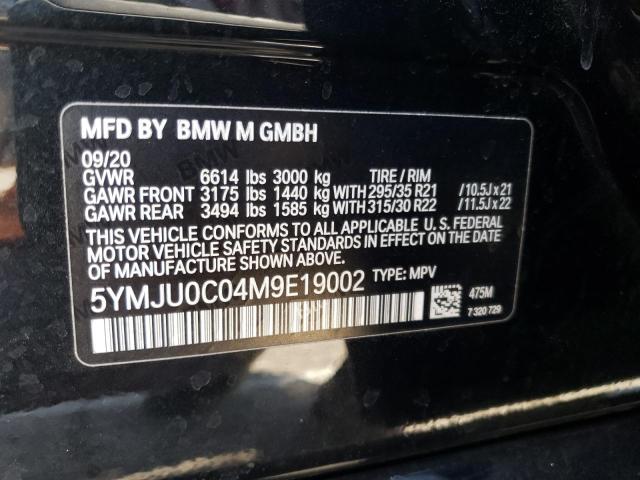 MFD BY BMW M GMBH
09/20
GVWR 6614 lbs 3000 kg TIRE / RIM
GAWR FRONT 3175 lbs 1440 kg WITH 295/35 R21 /10.5J x 21
GAWR REAR 3494 lbs 1585 kg WITH 315/30 R22 /11.5J x 22
THIS VEHICLE CONFORMS TO ALL APPLICABLE U. S. FEDERAL
MOTOR VEHICLE SAFETY STANDARDS IN EFFECT ON THE DATE
OF MANUFACTURE SHOWN ABOVE.
5YMJU0C04M9E19002 TYPE: MPV
475M
7 320 729